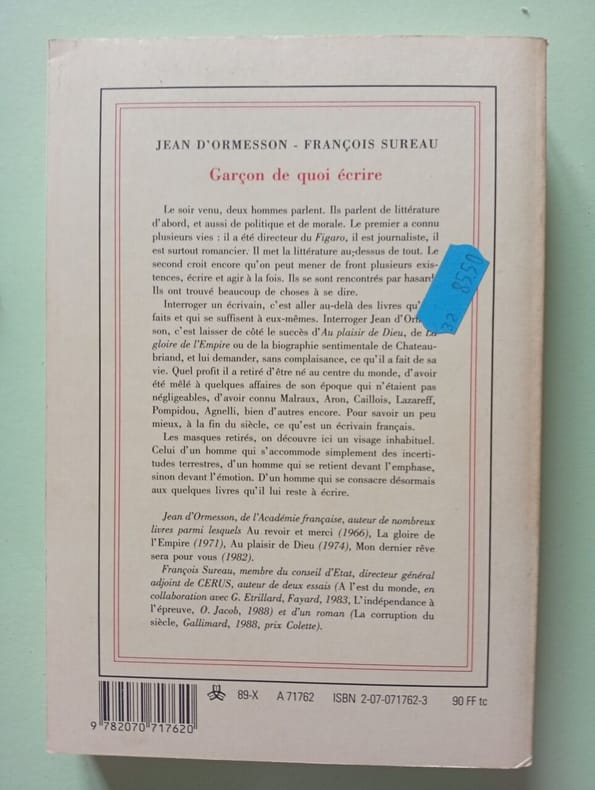 JEAN D'ORMESSON - FRANÇOIS SUREAU
Garçon de quoi écrire
Le soir venu, deux hommes parlent. Ils parlent de littérature
d'abord, et aussi de politique et de morale. Le premier a connu
plusieurs vies : il a été directeur du Figaro, il est journaliste, il
est surtout romancier. Il met la littérature au-dessus de tout. Le
second croit encore qu'on peut mener de front plusieurs exis-
tences, écrire et agir à la fois. Ils se sont rencontrés par hasard
Ils ont trouvé beaucoup de choses à se dire.
Interroger un écrivain, c'est aller au-delà des livres qu'
faits et qui se suffisent à eux-mêmes. Interroger Jean d'Orm
son, c'est laisser de côté le succès d'Au plaisir de Dieu, de La
gloire de l'Empire ou de la biographie sentimentale de Chateau-
briand, et lui demander, sans complaisance, ce qu'il a fait de sa
vie. Quel profit il a retiré d'être né au centre du monde, d'avoir
été mêlé à quelques affaires de son époque qui n'étaient pas
négligeables, d'avoir connu Malraux, Aron, Caillois, Lazareff,
Pompidou, Agnelli, bien d'autres encore. Pour savoir un peu
mieux, à la fin du siècle, ce qu'est un écrivain français.
Les masques retirés, on découvre ici un visage inhabituel.
Celui d'un homme qui s'accommode simplement des incerti-
tudes terrestres, d'un homme qui se retient devant l'emphase,
sinon devant l'émotion. D'un homme qui se consacre désormais
aux quelques livres qu'il lui reste à écrire.
Jean d'Ormesson, de l'Académie française, auteur de nombreux
livres parmi lesquels Au revoir et merci (1966), La gloire de
l'Empire (1971), Au plaisir de Dieu (1974), Mon dernier rêve
sera pour vous (1982).
François Sureau, membre du conseil d'Etat, directeur général
adjoint de CERUS, auteur de deux essais (A l'est du monde, en
collaboration avec G. Etrillard, Fayard, 1983, L'indépendance à
l'épreuve, O. Jacob, 1988) et d'un roman (La corruption du
siècle, Gallimard, 1988, prix Colette).
32 8550
89-X A 71762 ISBN 2-07-071762-3 90 FF tc
9 782070 717620